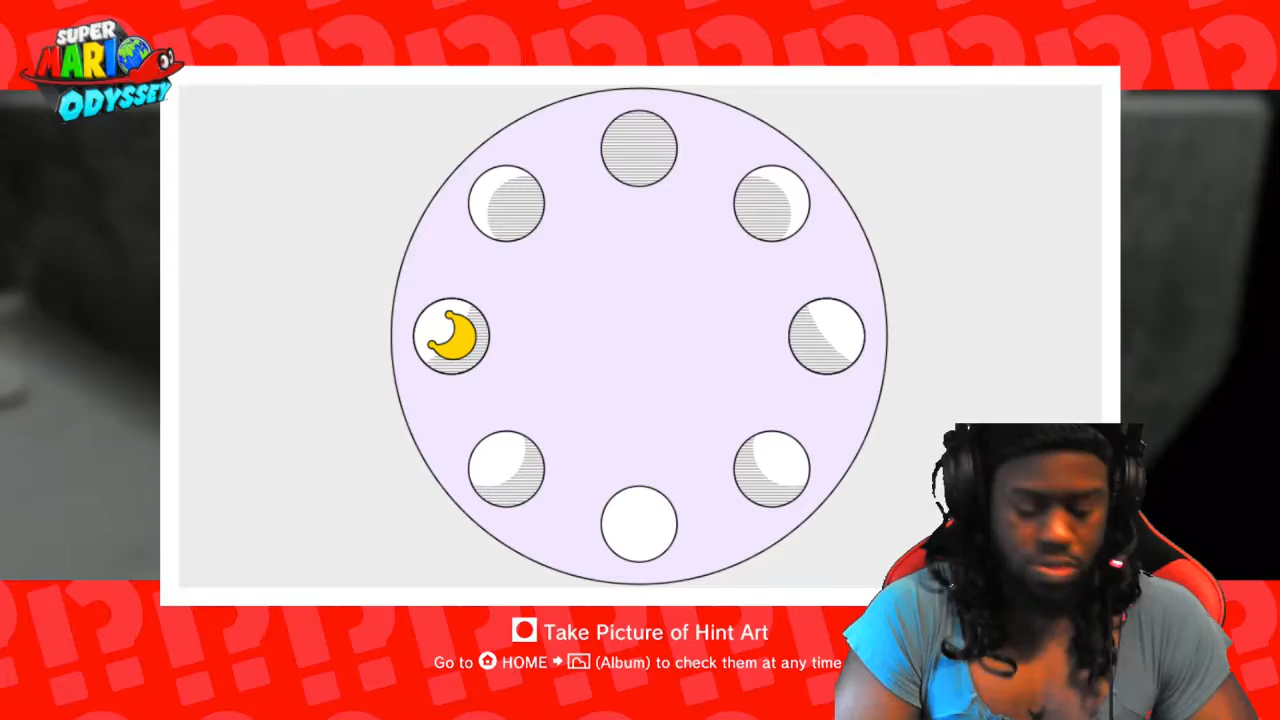 SUPER
MARIO
ODYSSEY
Take Picture of Hint Art
Go to HOME (Album) to check them at any time